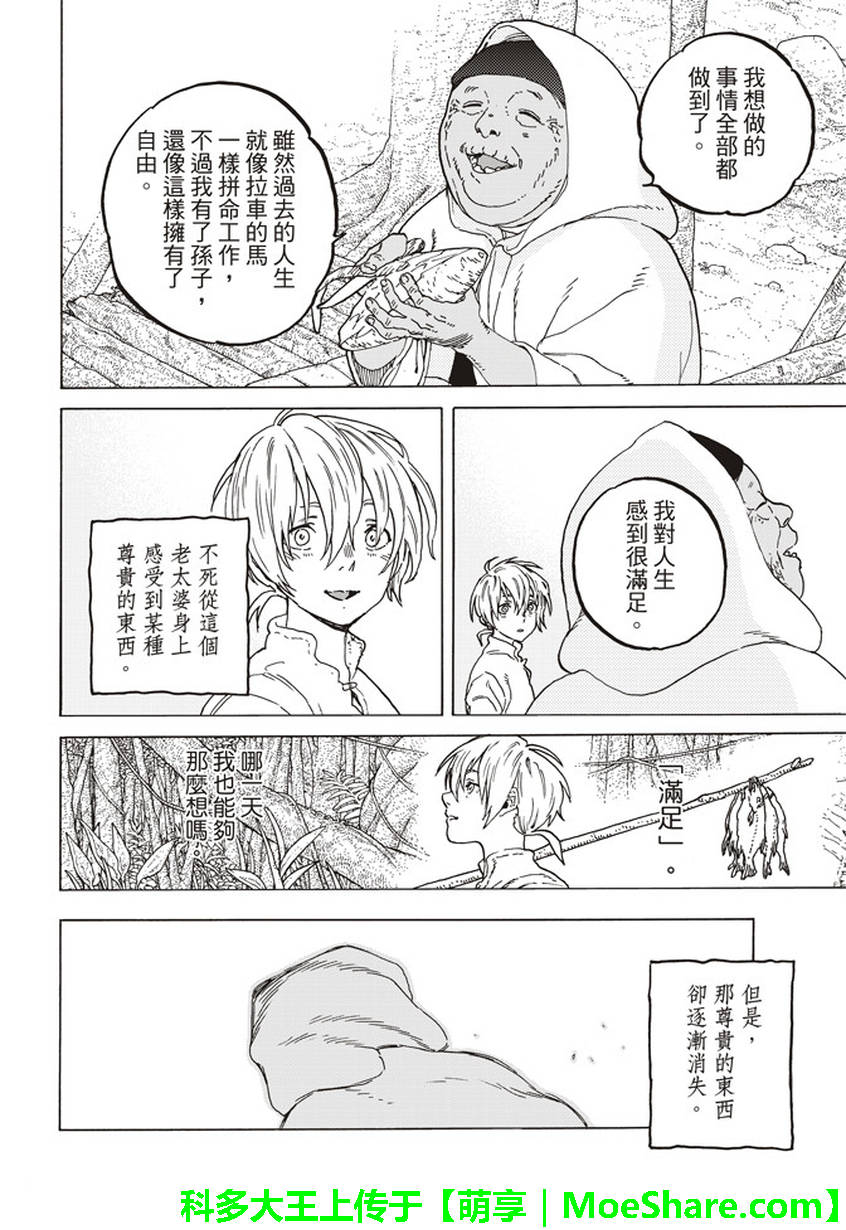 我想做的
事情全部都
做到了。
雖然過去的人生
就像拉車的馬
一樣拼命工作，
不過我有了孫子，
還像這樣擁有了
自由。
我對人生
感到很滿足。
不死從這個
老太婆身上
感受到某種
尊貴的東西。
「滿足」。
哪一天
我也能夠
那麼想嗎？
但是，
那尊貴的東西
卻逐漸消失。
科多大王上传于【萌享｜MoeShare.com】